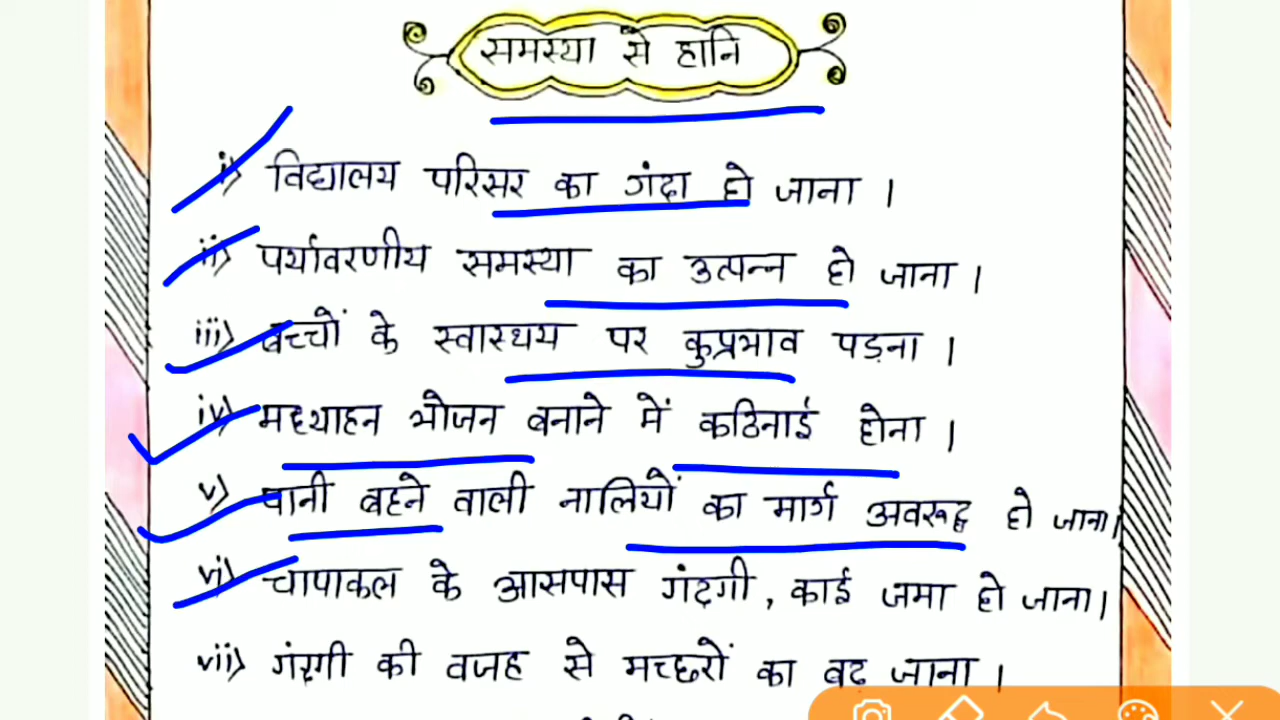 समस्या से हानि
i) विद्यालय परिसर का गंदा हो जाना ।
ii) पर्यावरणीय समस्या का उत्पन्न हो जाना ।
iii) बच्चों के स्वास्थय पर कुप्रभाव पड़ना ।
iv) मध्याहन भोजन बनाने में कठिनाई होना ।
v) पानी बहने वाली नालियों का मार्ग अवरूद्ध हो जाना।
vi) चापाकल के आसपास गंदगी, काई जमा हो जाना।
vii) गंदगी की वजह से मच्छरों का बढ़ जाना ।